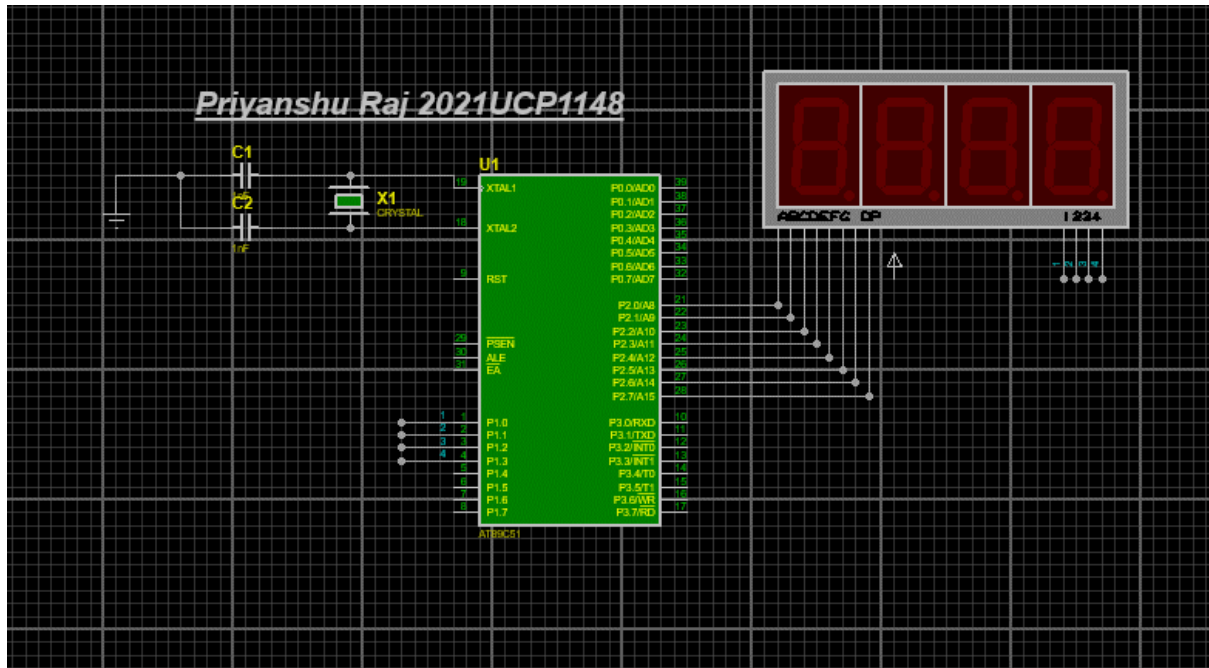 Priyanshu Raj 2021UCP1148
C1
C2
1nF
X1
CRYSTAL
U1
19 XTAL1
18 XTAL2
9 RST
29 PSEN
30 ALE
31 EA
1 1 P1.0
2 2 P1.1
3 3 P1.2
4 4 P1.3
5 P1.4
6 P1.5
7 P1.6
8 P1.7
P0.0/AD0 39
P0.1/AD1 38
P0.2/AD2 37
P0.3/AD3 36
P0.4/AD4 35
P0.5/AD5 34
P0.6/AD6 33
P0.7/AD7 32
P2.0/A8 21
P2.1/A9 22
P2.2/A10 23
P2.3/A11 24
P2.4/A12 25
P2.5/A13 26
P2.6/A14 27
P2.7/A15 28
P3.0/RXD 10
P3.1/TXD 11
P3.2/INT0 12
P3.3/INT1 13
P3.4/T0 14
P3.5/T1 15
P3.6/WR 16
P3.7/RD 17
AT89C51
ABCDEFG DP
1234
1 2 3 4